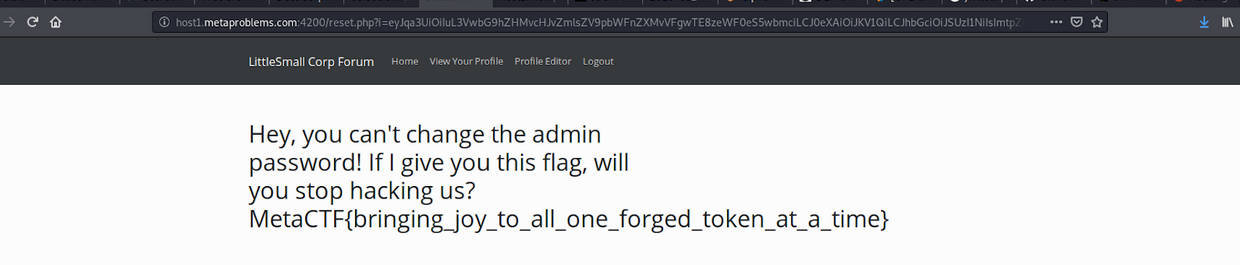 host1.metaproblems.com:4200/reset.php?i=eyJqa3UiOiIuL3VwbG9hZHMvcHJvZmlsZV9pbWFnZXMvVFgwTE8zeWF0eS5wbmciLCJ0eXAiOiJKV1QiLCJhbGciOiJSUzI1NiIsImtpZ
LittleSmall Corp Forum Home View Your Profile Profile Editor Logout
Hey, you can't change the admin
password! If I give you this flag, will
you stop hacking us?
MetaCTF{bringing_joy_to_all_one_forged_token_at_a_time}